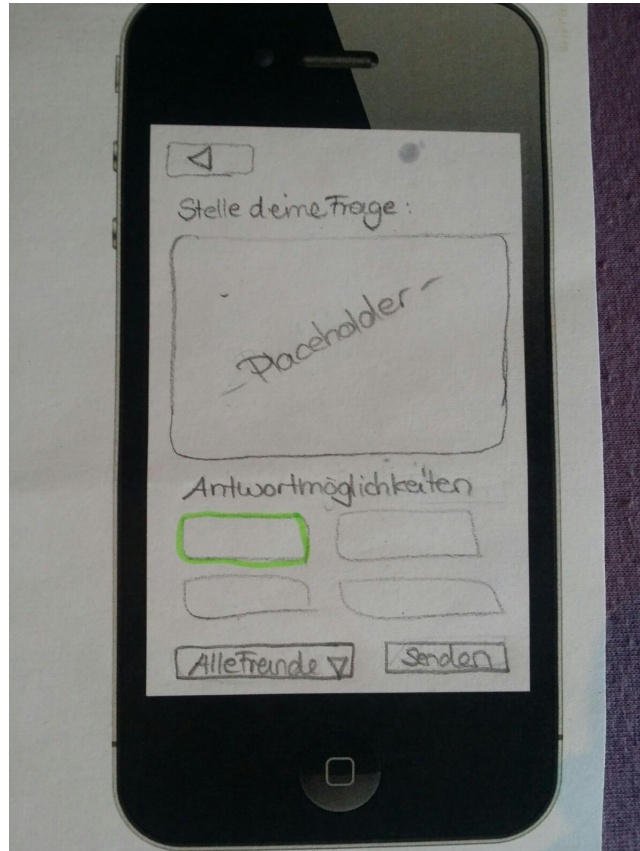 Stelle deine Frage:
- Placeholder -
Antwortmöglichkeiten
Alle Freunde
Senden